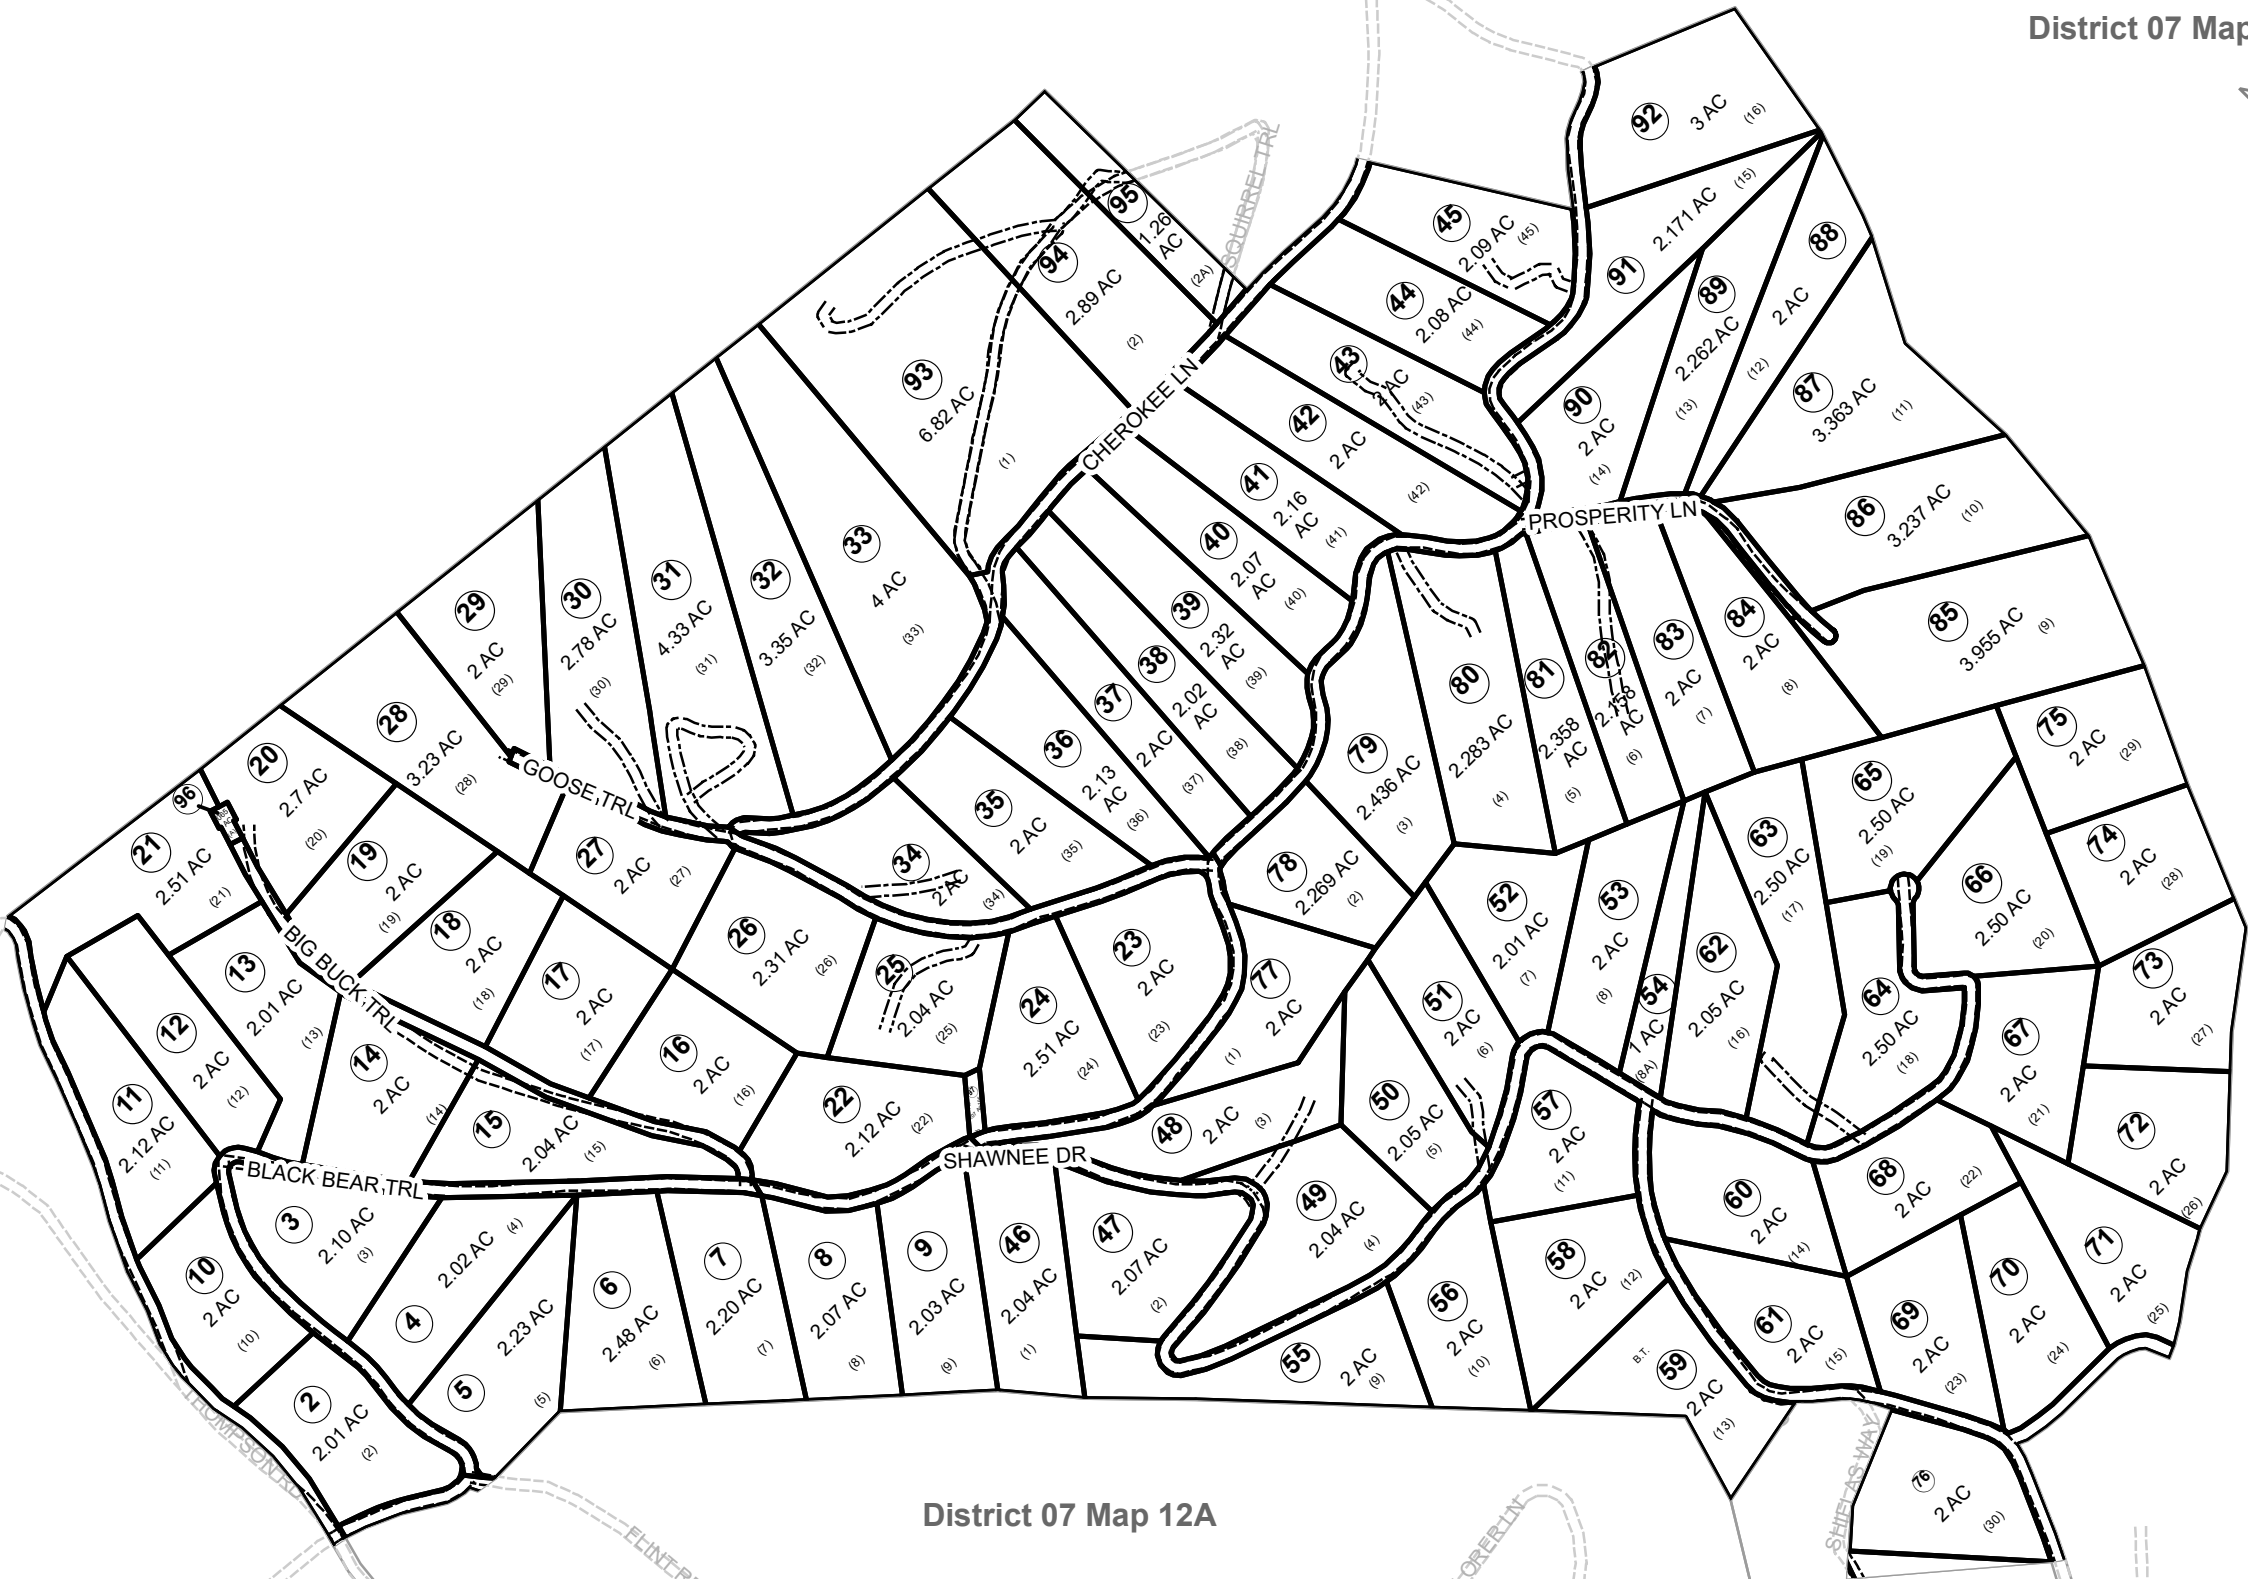 District 07 Map
92
3 AC
(16)
SQUIRREL TRL
95
1.26
AC
(2A)
94
2.89 AC
(2)
93
6.82 AC
(1)
45
2.09 AC
(45)
44
2.08 AC
(44)
43
2 AC
(43)
42
2 AC
(42)
41
2.16
AC
(41)
40
2.07
AC
(40)
39
2.32
AC
(39)
38
2.02
AC
(38)
37
2 AC
(37)
36
2.13
AC
(36)
35
2 AC
(35)
34
2 AC
(34)
91
2.171 AC
(15)
90
2 AC
(14)
89
2.262 AC
(13)
88
2 AC
(12)
87
3.363 AC
(11)
86
3.237 AC
(10)
85
3.955 AC
(9)
84
2 AC
(8)
83
2 AC
(7)
82
2.158
AC
(6)
81
2.358
AC
(5)
80
2.283 AC
(4)
79
2.436 AC
(3)
78
2.269 AC
(2)
77
2 AC
(1)
CHEROKEE LN
PROSPERITY LN
33
4 AC
(33)
32
3.35 AC
(32)
31
4.33 AC
(31)
30
2.78 AC
(30)
29
2 AC
(29)
28
3.23 AC
(28)
GOOSE TRL
27
2 AC
(27)
26
2.31 AC
(26)
25
2.04 AC
(25)
24
2.51 AC
(24)
23
2 AC
(23)
22
2.12 AC
(22)
96
21
2.51 AC
(21)
20
2.7 AC
(20)
19
2 AC
(19)
18
2 AC
(18)
17
2 AC
(17)
16
2 AC
(16)
15
2.04 AC
(15)
14
2 AC
(14)
13
2.01 AC
(13)
12
2 AC
(12)
11
2.12 AC
(11)
10
2 AC
(10)
BIG BUCK TRL
BLACK BEAR TRL
SHAWNEE DR
2
2.01 AC
(2)
3
2.10 AC
(3)
4
2.02 AC
(4)
5
2.23 AC
(5)
6
2.48 AC
(6)
7
2.20 AC
(7)
8
2.07 AC
(8)
9
2.03 AC
(9)
46
2.04 AC
(1)
47
2.07 AC
(2)
48
2 AC
(3)
49
2.04 AC
(4)
50
2.05 AC
(5)
51
2 AC
(6)
52
2.01 AC
(7)
53
2 AC
(8)
54
1 AC
(8A)
55
2 AC
(9)
56
2 AC
(10)
57
2 AC
(11)
58
2 AC
(12)
B.T.
59
2 AC
(13)
60
2 AC
(14)
61
2 AC
(15)
62
2.05 AC
(16)
63
2.50 AC
(17)
64
2.50 AC
(18)
65
2.50 AC
(19)
66
2.50 AC
(20)
67
2 AC
(21)
68
2 AC
(22)
69
2 AC
(23)
70
2 AC
(24)
71
2 AC
(25)
72
2 AC
(26)
73
2 AC
(27)
74
2 AC
(28)
75
2 AC
(29)
76
2 AC
(30)
THOMPSON RD
FLINT R
ORER LN
SHIELAS WAY
District 07 Map 12A